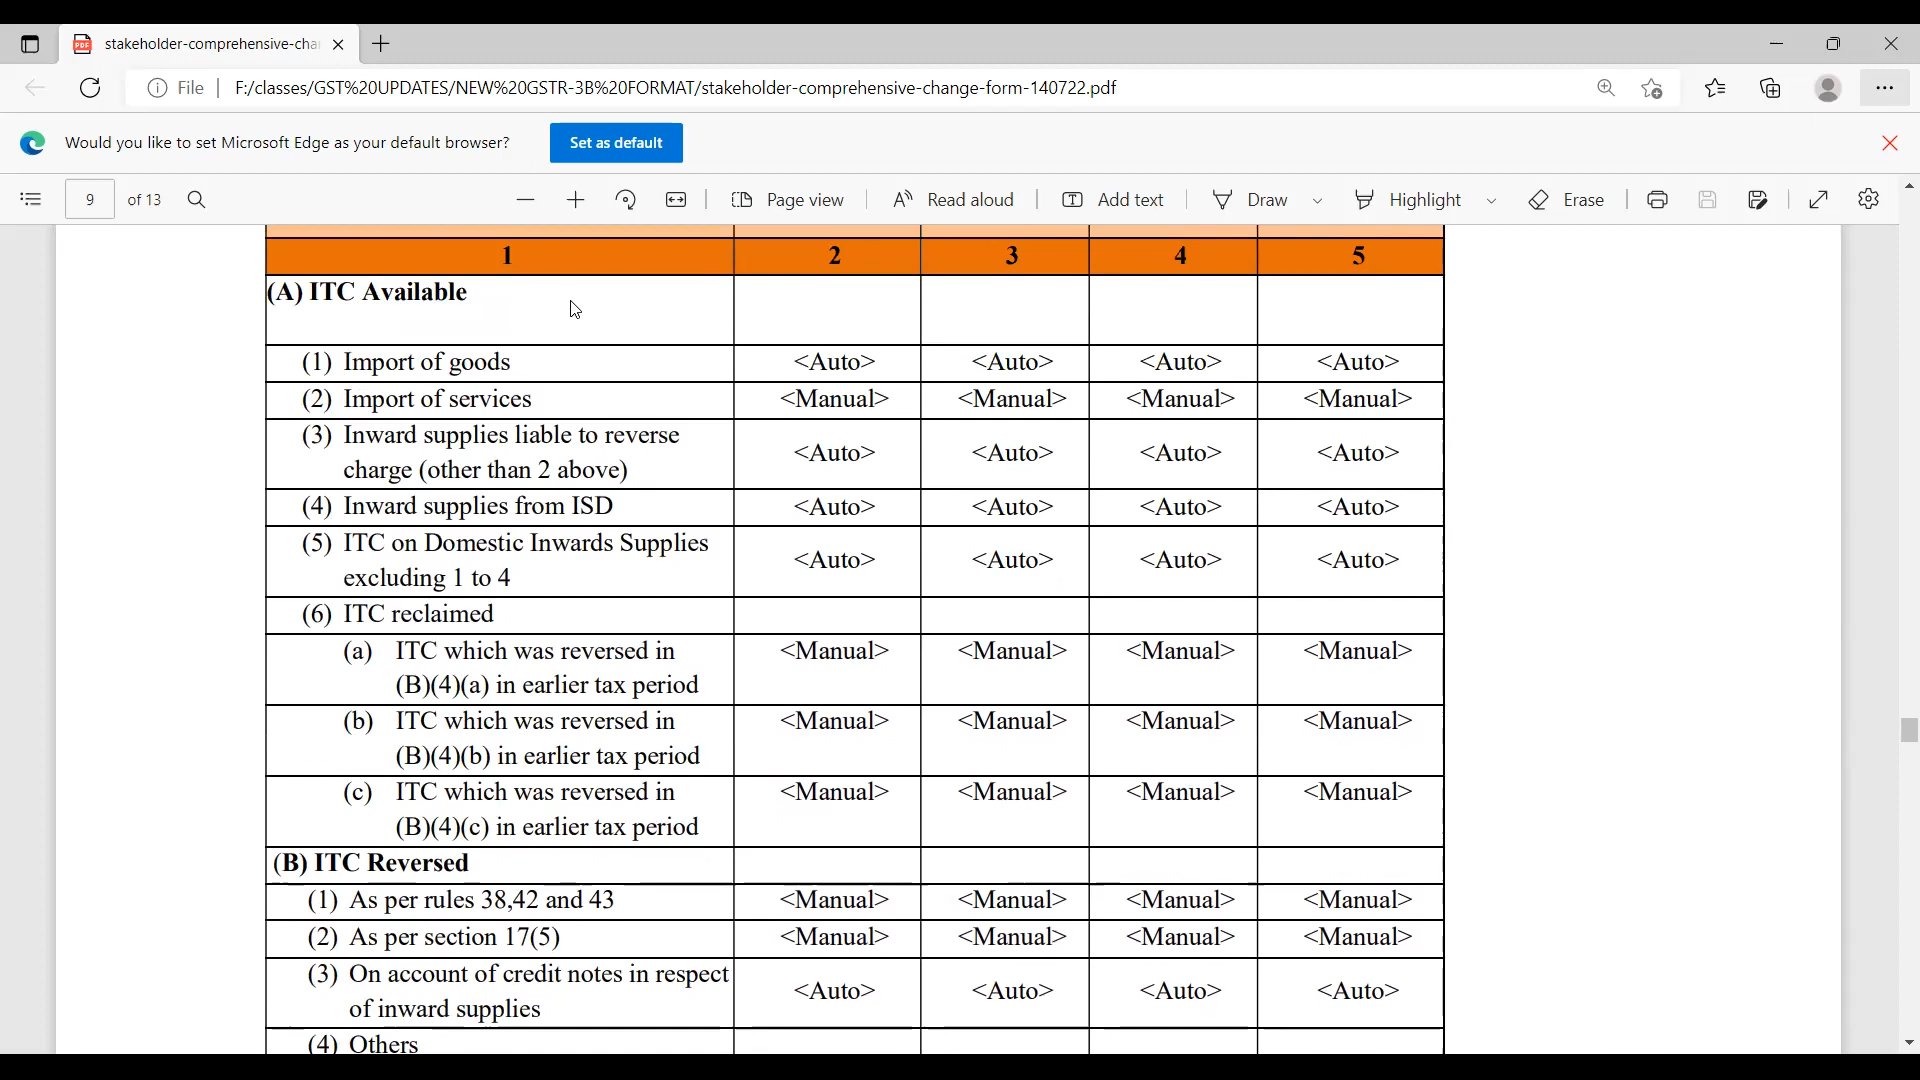 stakeholder-comprehensive-cha
File
F:/classes/GST%20UPDATES/NEW%20GSTR-3B%20FORMAT/stakeholder-comprehensive-change-form-140722.pdf
Would you like to set Microsoft Edge as your default browser? Set as default
9 of 13 Page view Read aloud Add text Draw Highlight Erase
1 2 3 4 5
(A) ITC Available
(1) Import of goods <Auto> <Auto> <Auto> <Auto>
(2) Import of services <Manual> <Manual> <Manual> <Manual>
(3) Inward supplies liable to reverse
charge (other than 2 above) <Auto> <Auto> <Auto> <Auto>
(4) Inward supplies from ISD <Auto> <Auto> <Auto> <Auto>
(5) ITC on Domestic Inwards Supplies
excluding 1 to 4 <Auto> <Auto> <Auto> <Auto>
(6) ITC reclaimed
(a) ITC which was reversed in <Manual> <Manual> <Manual> <Manual>
(B)(4)(a) in earlier tax period
(b) ITC which was reversed in <Manual> <Manual> <Manual> <Manual>
(B)(4)(b) in earlier tax period
(c) ITC which was reversed in <Manual> <Manual> <Manual> <Manual>
(B)(4)(c) in earlier tax period
(B) ITC Reversed
(1) As per rules 38,42 and 43 <Manual> <Manual> <Manual> <Manual>
(2) As per section 17(5) <Manual> <Manual> <Manual> <Manual>
(3) On account of credit notes in respect
of inward supplies <Auto> <Auto> <Auto> <Auto>
(4) Others